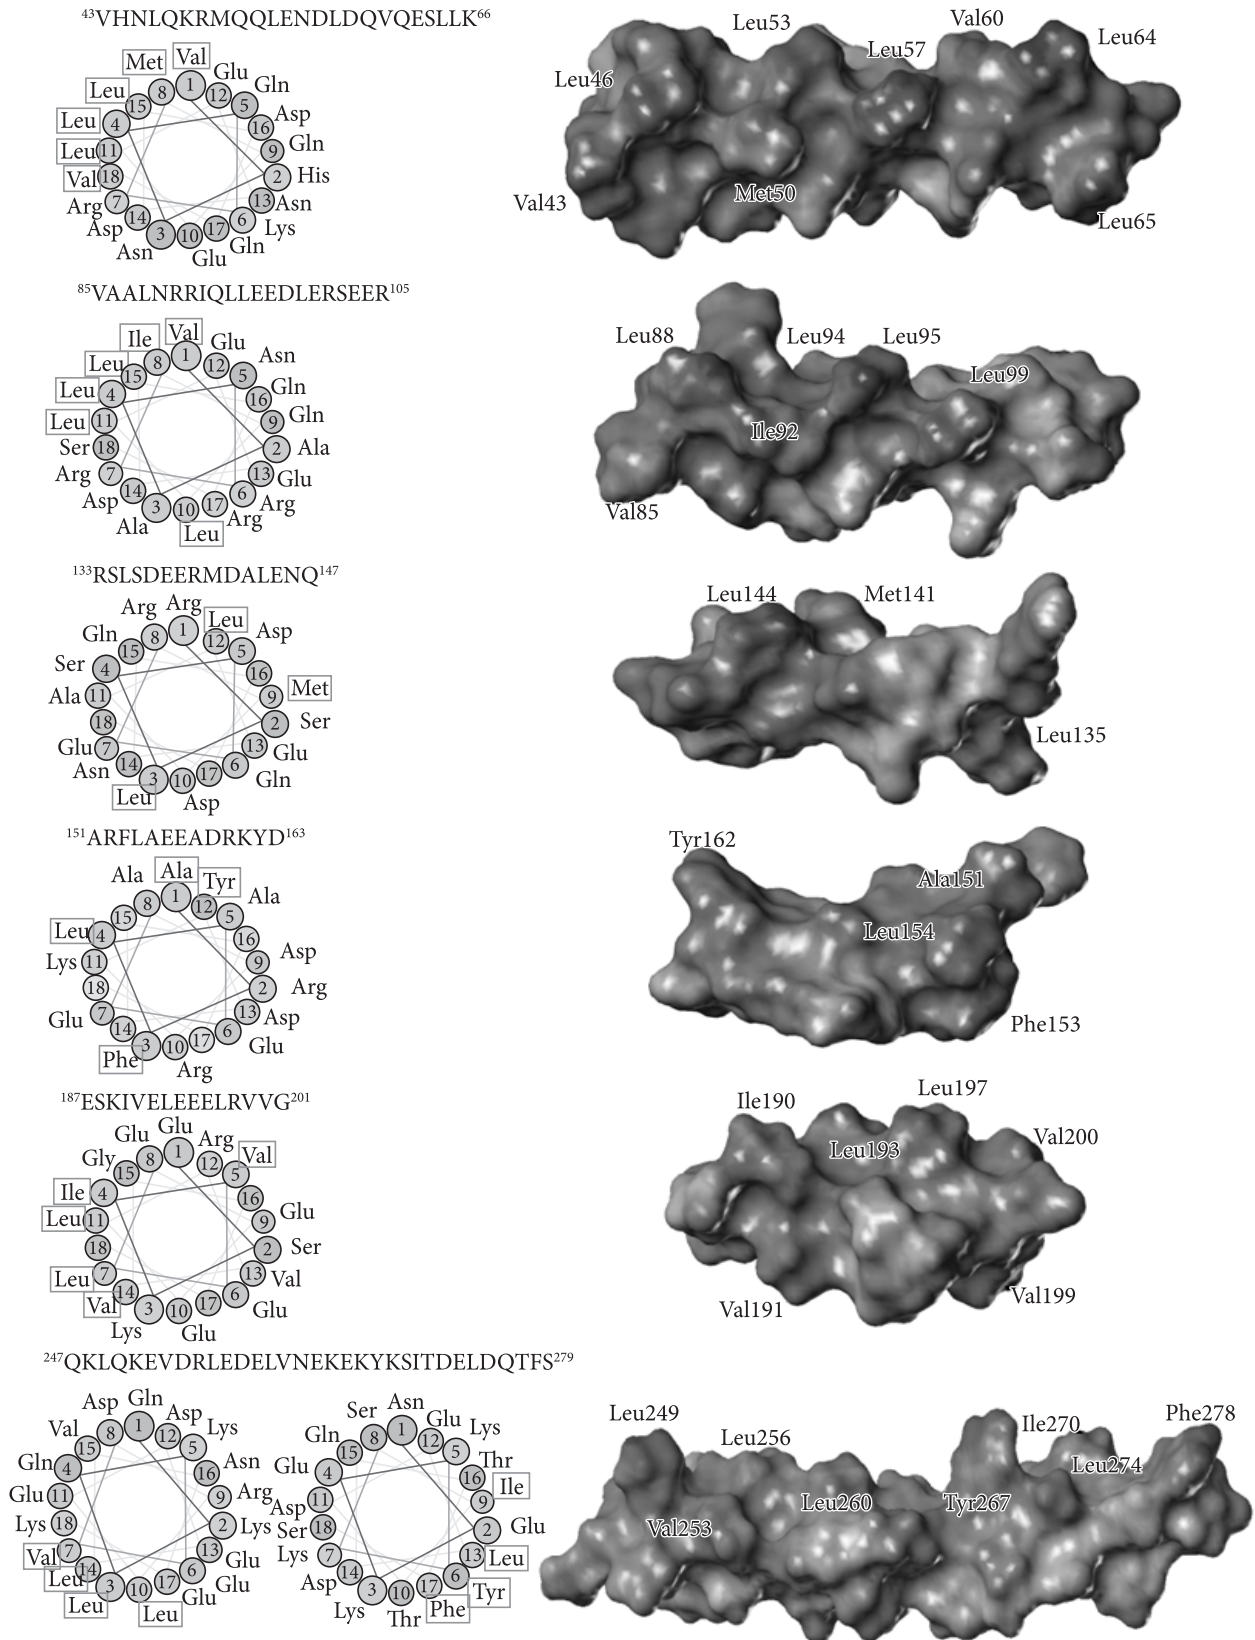 ⁴³VHNLQKRMQQLENDLDQVQESLLK⁶⁶
Met Val Glu
Leu 15 8 1 12 5 Gln
Leu 4 16 Asp
Leu 11 9 Gln
Val 18 2 His
Arg 7 13 Asn
Asp 14 6 Lys
Asn 3 10 17 Gln
Glu
Leu53
Val60
Leu57
Leu64
Leu46
Val43
Met50
Leu65
⁸⁵VAALNRRIQLLEEDLERSEER¹⁰⁵
Ile Val Glu
Leu 15 8 1 12 5 Asn
Leu 4 16 Gln
Leu 11 9 Gln
Ser 18 2 Ala
Arg 7 13 Glu
Asp 14 6 Arg
Ala 3 10 17 Arg
Leu
Leu88
Leu94
Leu95
Leu99
Ile92
Val85
¹³³RSLSDEERMDALENQ¹⁴⁷
Arg Arg Leu
Gln 15 8 1 12 5 Asp
Ser 4 16
Ala 11 9 Met
18 2 Ser
Glu 7 13 Glu
Asn 14 6 Gln
Leu 3 10 17
Asp
Leu144
Met141
Leu135
¹⁵¹ARFLAEEADRKYD¹⁶³
Ala Ala Tyr
15 8 1 12 5 Ala
Leu 4 16
Lys 11 9 Asp
18 2 Arg
Glu 7 13 Asp
14 6 Glu
Phe 3 10 17
Arg
Tyr162
Ala151
Leu154
Phe153
¹⁸⁷ESKIVELEEELRVVG²⁰¹
Glu Glu Arg
Gly 15 8 1 12 5 Val
Ile 4 16
Leu 11 9 Glu
18 2 Ser
Leu 7 13 Val
Val 14 6 Glu
Lys 3 10 17
Glu
Ile190
Leu197
Leu193
Val200
Val191
Val199
²⁴⁷QKLQKEVDRLEDELVNEKEKYKSITDELDQTFS²⁷⁹
Asp Gln Asp
Val 15 8 1 12 5 Lys
Gln 4 16 Asn
Glu 11 9 Arg
Lys 18 2 Lys
Val 7 13 Glu
Leu 14 6 Glu
Leu 3 10 17 Glu
Leu
Ser Asn Glu
Gln 15 8 1 12 5 Lys
Glu 4 16 Thr
Asp 11 9 Ile
Ser 18 2 Glu
Lys 7 13 Leu
Asp 14 6 Tyr
Lys 3 10 17 Phe
Thr
Leu249
Leu256
Ile270
Phe278
Leu274
Leu260
Tyr267
Val253